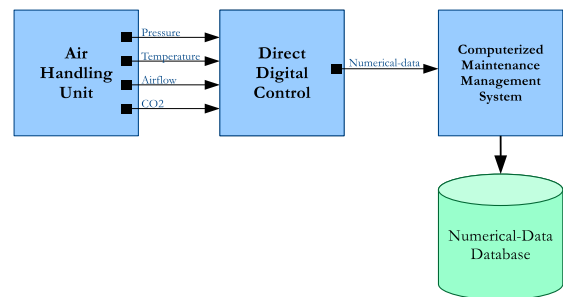 Air
Handling
Unit
Pressure
Temperature
Airflow
CO2
Direct
Digital
Control
Numerical-data
Computerized
Maintenance
Management
System
Numerical-Data
Database